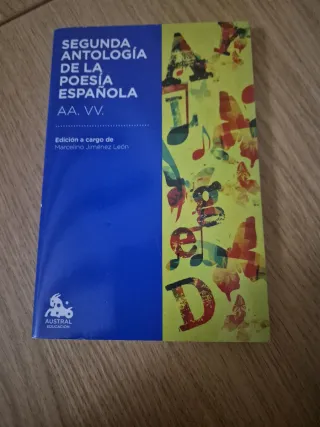 SEGUNDA
ANTOLOGÍA
DE LA
POESÍA
ESPAÑOLA
AA. VV.
Edición a cargo de
Marcelino Jiménez León
AUSTRAL
EDUCACIÓN